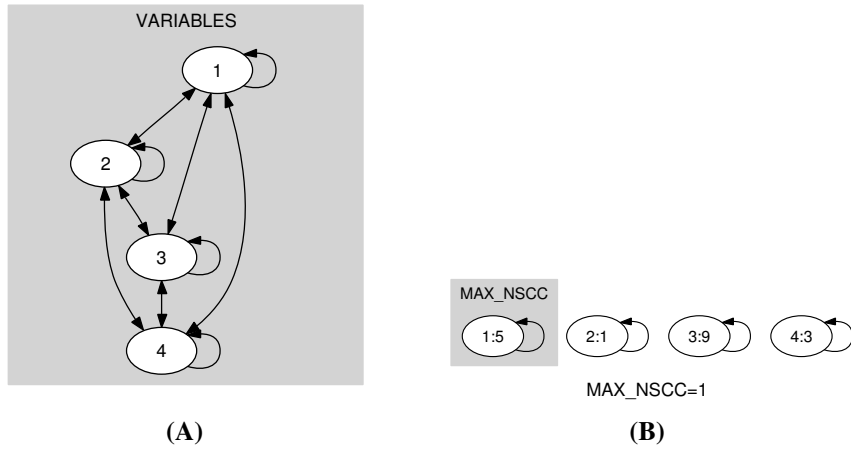 VARIABLES
1
2
3
4
(A)
MAX_NSCC
1:5 2:1 3:9 4:3
MAX_NSCC=1
(B)